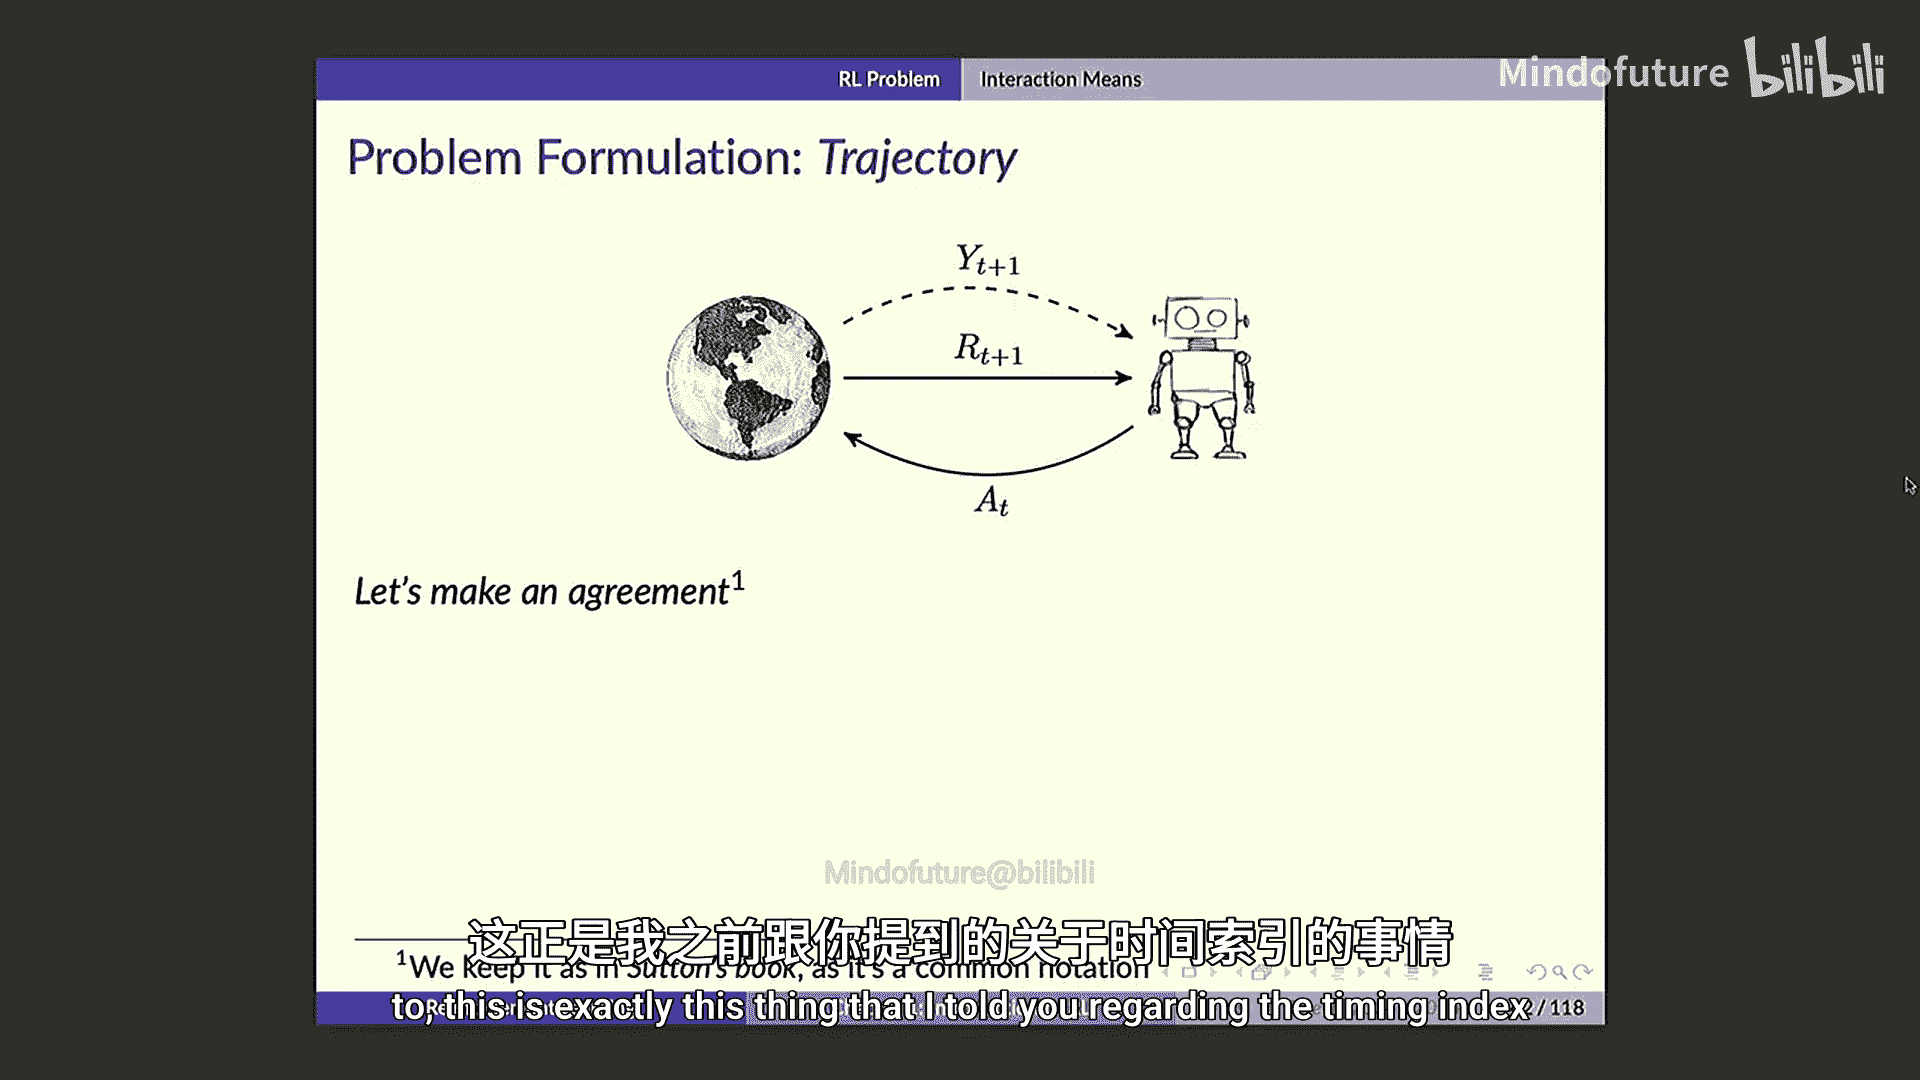 RL Problem Interaction Means
Mindofuture bilibili
Problem Formulation: Trajectory
Y_{t+1}
R_{t+1}
A_t
Let's make an agreement¹
Mindofuture@bilibili
这正是我之前跟你提到的关于时间索引的事情
¹We keep it as in Sutton's book, as it's a common notation
to, this is exactly this thing that I told you regarding the timing index
/ 118